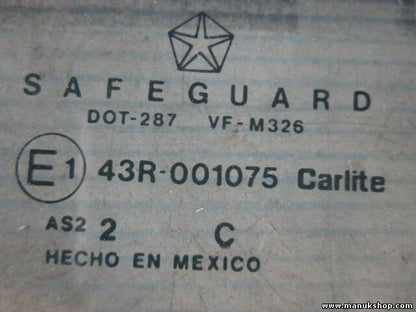 SAFEGUARD
DOT-287 VF-M326
E1 43R-001075 Carlite
AS2 2 C
HECHO EN MEXICO
www.manukshop.com